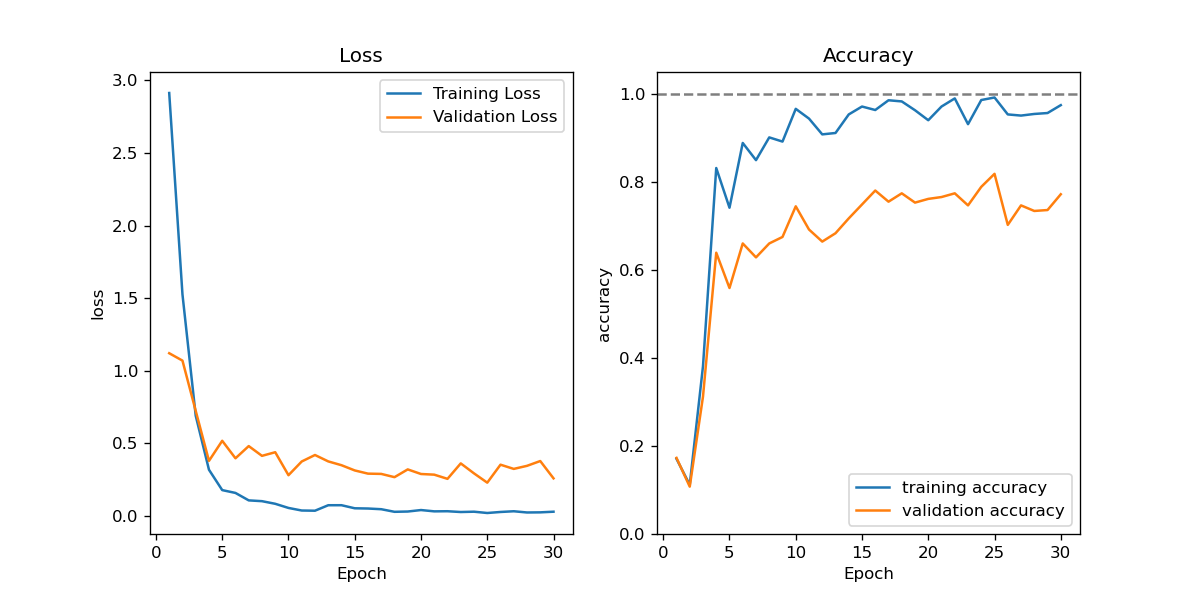 Loss
3.0
2.5
2.0
1.5
1.0
0.5
0.0
loss
Training Loss
Validation Loss
0 5 10 15 20 25 30
Epoch
Accuracy
1.0
0.8
0.6
0.4
0.2
0.0
accuracy
training accuracy
validation accuracy
0 5 10 15 20 25 30
Epoch